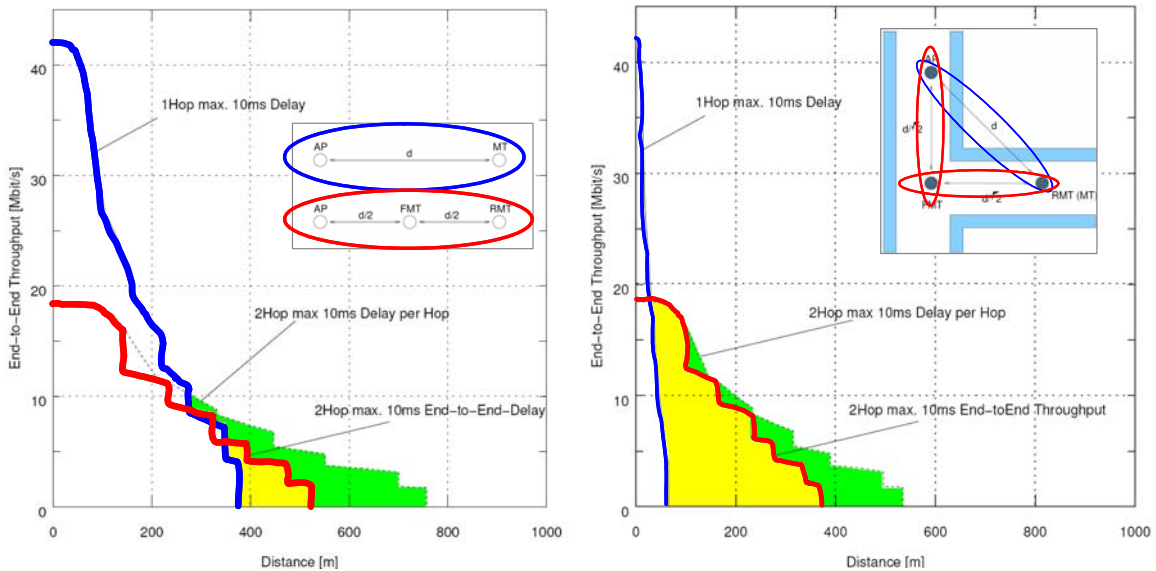 40
30
20
10
0
0
200
400
600
800
1000
End-to-End Throughput [Mbit/s]
Distance [m]
1Hop max. 10ms Delay
2Hop max 10ms Delay per Hop
2Hop max. 10ms End-to-End-Delay
AP
MT
d
AP
FMT
RMT
d/2
d/2
40
30
20
10
0
0
200
400
600
800
1000
End-to-End Throughput [Mbit/s]
Distance [m]
1Hop max. 10ms Delay
2Hop max 10ms Delay per Hop
2Hop max. 10ms End-toEnd Throughput
AP
d
FMT
RMT (MT)